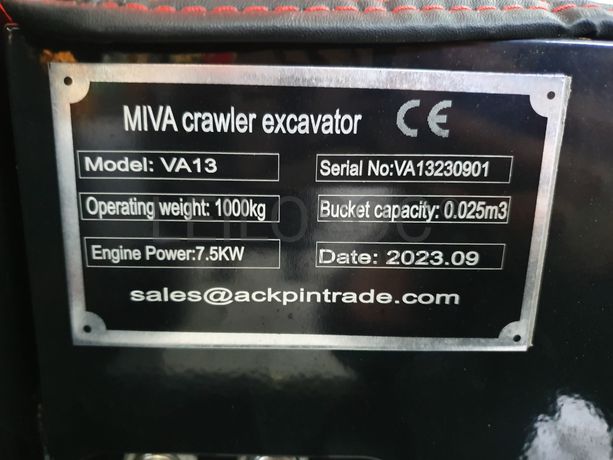 MIVA crawler excavator CE
Model: VA13
Serial No:VA13230901
Operating weight: 1000kg
Bucket capacity: 0.025m3
Engine Power:7.5KW
Date: 2023.09
sales@ackpintrade.com